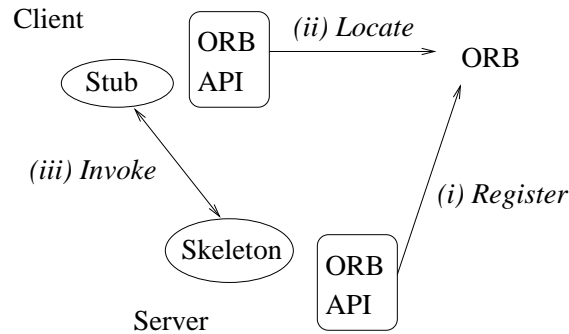 Client
ORB
API
(ii) Locate
ORB
Stub
(iii) Invoke
(i) Register
Skeleton
ORB
API
Server